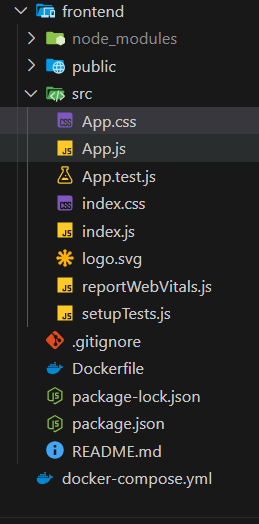 frontend
node_modules
public
src
App.css
App.js
App.test.js
index.css
index.js
logo.svg
reportWebVitals.js
setupTests.js
.gitignore
Dockerfile
package-lock.json
package.json
README.md
docker-compose.yml